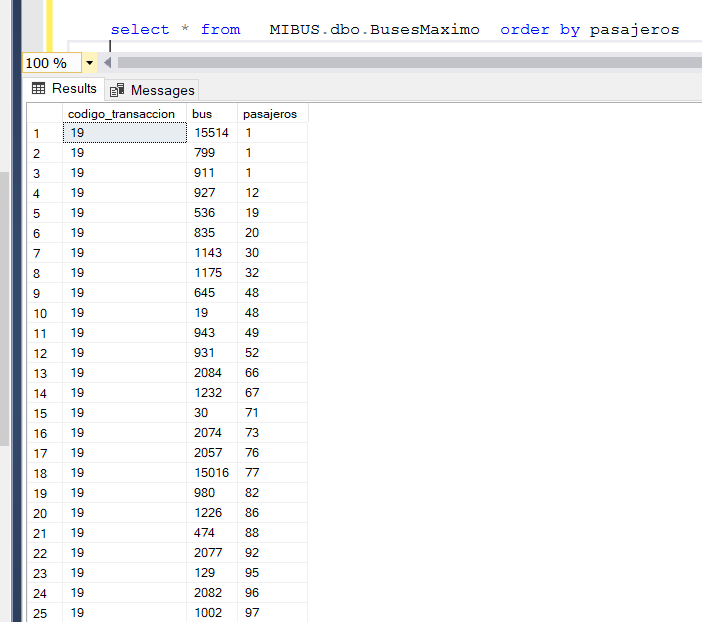 select * from MIBUS.dbo.BusesMaximo order by pasajeros
100 %
Results Messages
codigo_transaccion bus pasajeros
1 19 15514 1
2 19 799 1
3 19 911 1
4 19 927 12
5 19 536 19
6 19 835 20
7 19 1143 30
8 19 1175 32
9 19 645 48
10 19 19 48
11 19 943 49
12 19 931 52
13 19 2084 66
14 19 1232 67
15 19 30 71
16 19 2074 73
17 19 2057 76
18 19 15016 77
19 19 980 82
20 19 1226 86
21 19 474 88
22 19 2077 92
23 19 129 95
24 19 2082 96
25 19 1002 97